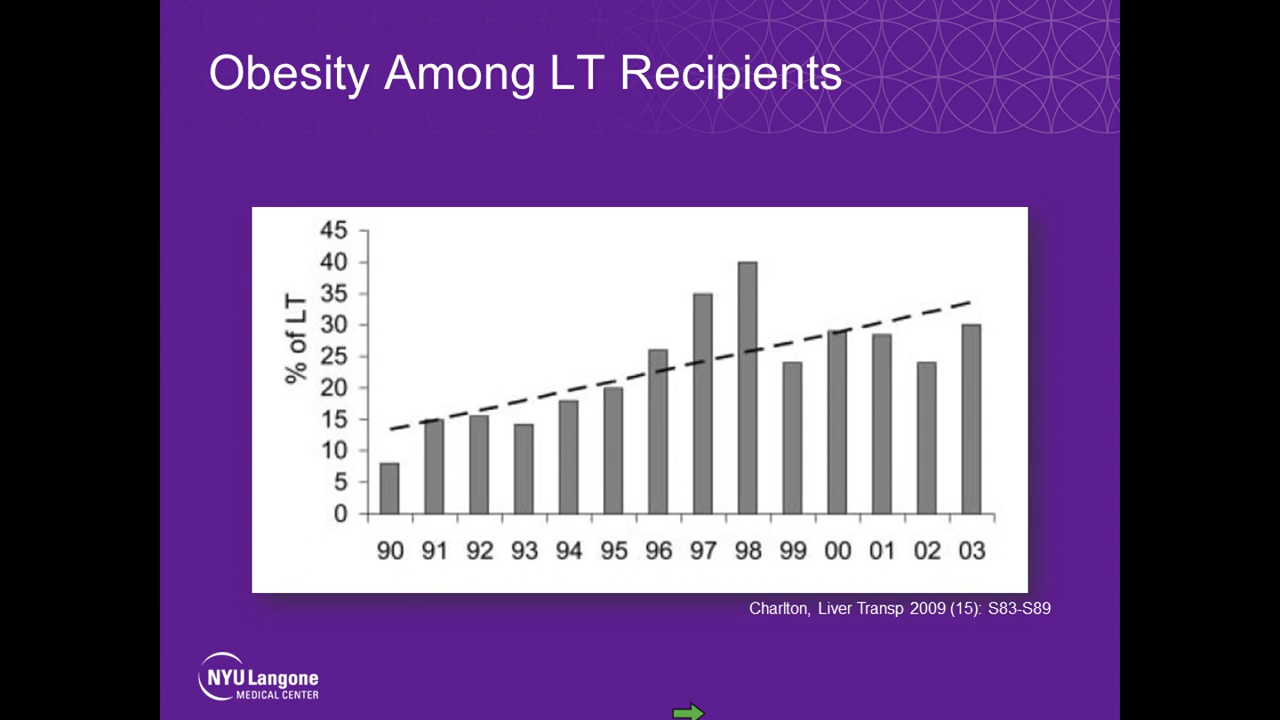 Obesity Among LT Recipients
% of LT
45
40
35
30
25
20
15
10
5
0
90 91 92 93 94 95 96 97 98 99 00 01 02 03
Charlton, Liver Transp 2009 (15): S83-S89
NYU Langone
MEDICAL CENTER